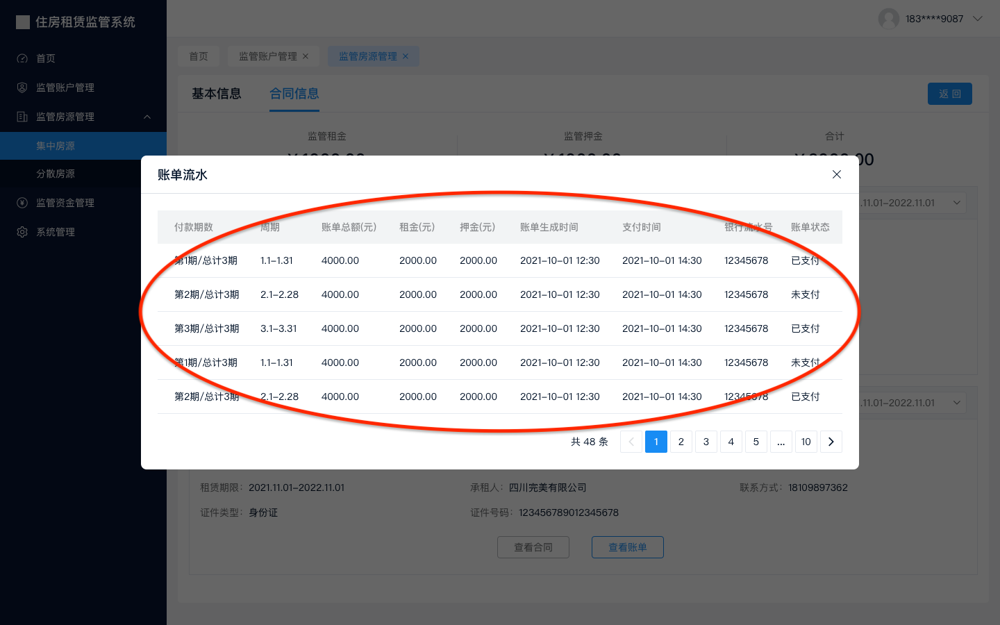 住房租赁监管系统
183****9087
首页
监管账户管理
监管房源管理
集中房源
分散房源
监管资金管理
系统管理
首页
监管账户管理 ×
监管房源管理 ×
基本信息
合同信息
返 回
监管租金
监管押金
合计
账单流水
.11.01-2022.11.01
付款期数 周期 账单总额(元) 租金(元) 押金(元) 账单生成时间 支付时间 银行流水号 账单状态
第1期/总计3期 1.1-1.31 4000.00 2000.00 2000.00 2021-10-01 12:30 2021-10-01 14:30 12345678 已支付
第2期/总计3期 2.1-2.28 4000.00 2000.00 2000.00 2021-10-01 12:30 2021-10-01 14:30 12345678 未支付
第3期/总计3期 3.1-3.31 4000.00 2000.00 2000.00 2021-10-01 12:30 2021-10-01 14:30 12345678 已支付
第1期/总计3期 1.1-1.31 4000.00 2000.00 2000.00 2021-10-01 12:30 2021-10-01 14:30 12345678 未支付
第2期/总计3期 2.1-2.28 4000.00 2000.00 2000.00 2021-10-01 12:30 2021-10-01 14:30 12345678 已支付
.11.01-2022.11.01
共 48 条 1 2 3 4 5 ... 10
租赁期限：2021.11.01-2022.11.01
承租人：四川完美有限公司
联系方式：18109897362
证件类型：身份证
证件号码：123456789012345678
查看合同
查看账单